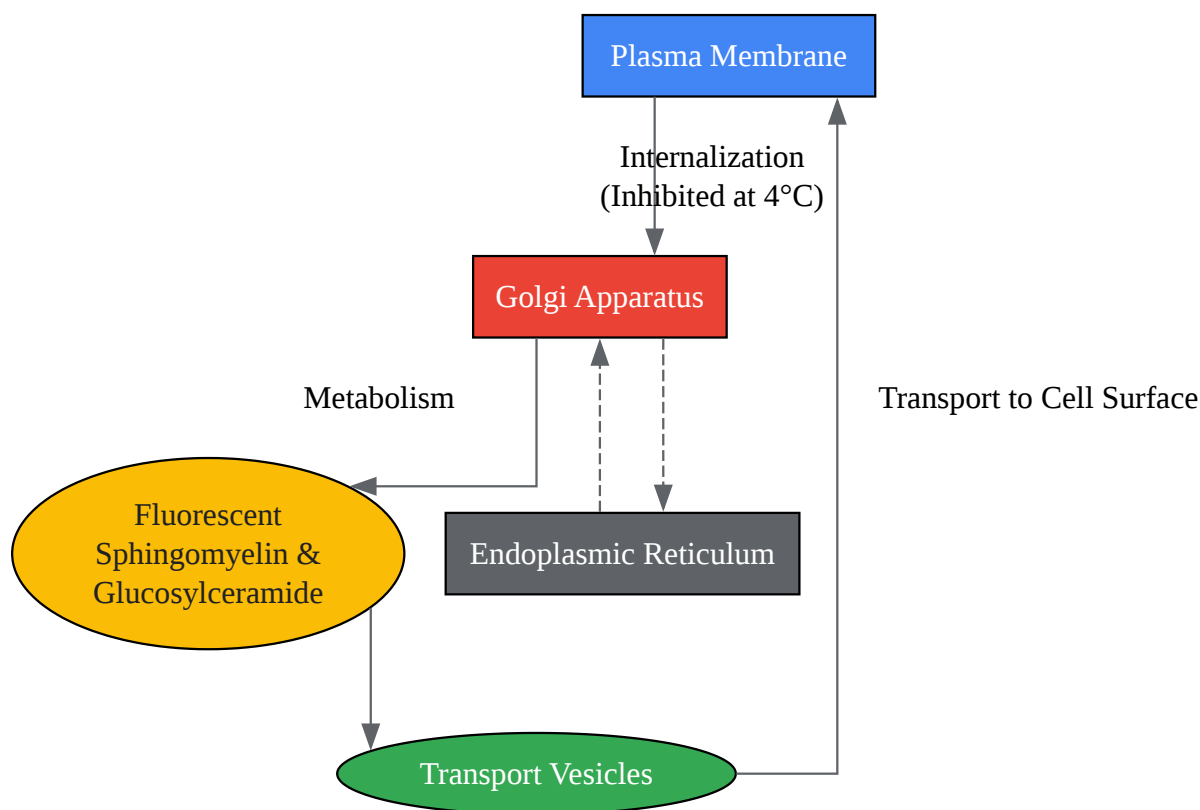 Plasma Membrane
Internalization
(Inhibited at 4°C)
Golgi Apparatus
Metabolism
Transport to Cell Surface
Fluorescent
Sphingomyelin &
Glucosylceramide
Endoplasmic Reticulum
Transport Vesicles